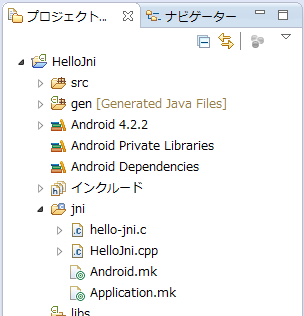 プロジェクト... ナビゲーター
HelloJni
src
gen [Generated Java Files]
Android 4.2.2
Android Private Libraries
Android Dependencies
インクルード
jni
hello-jni.c
HelloJni.cpp
Android.mk
Application.mk
libs